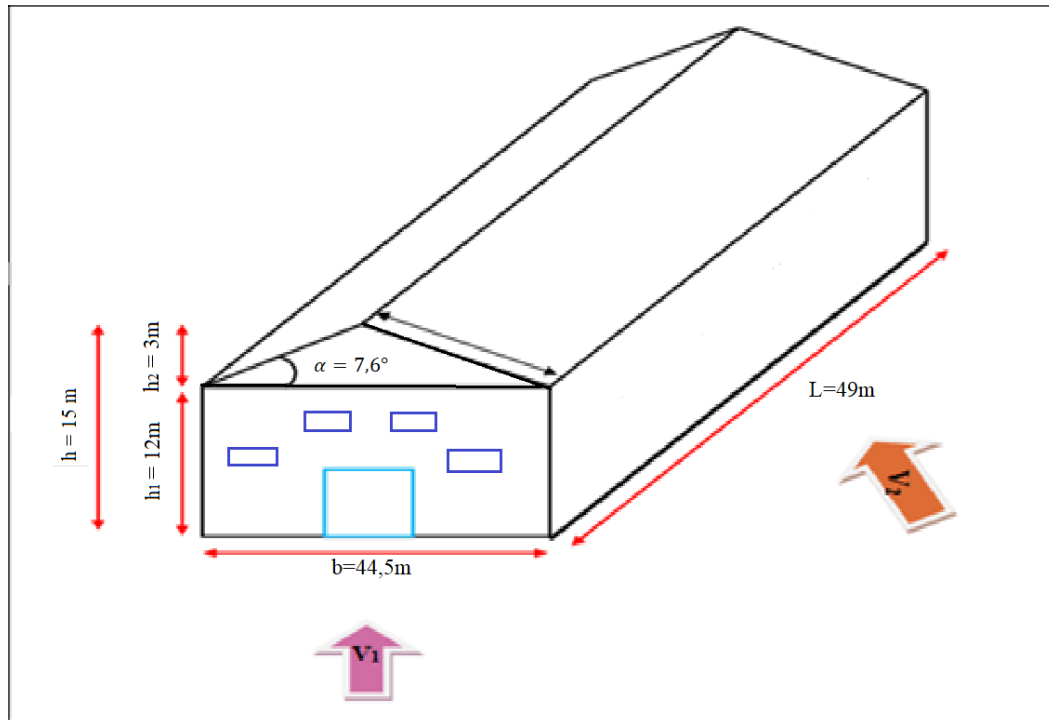 h = 15 m
h₂ = 3m
h₁ = 12m
α = 7,6°
b=44,5m
L=49m
V₁
V₂